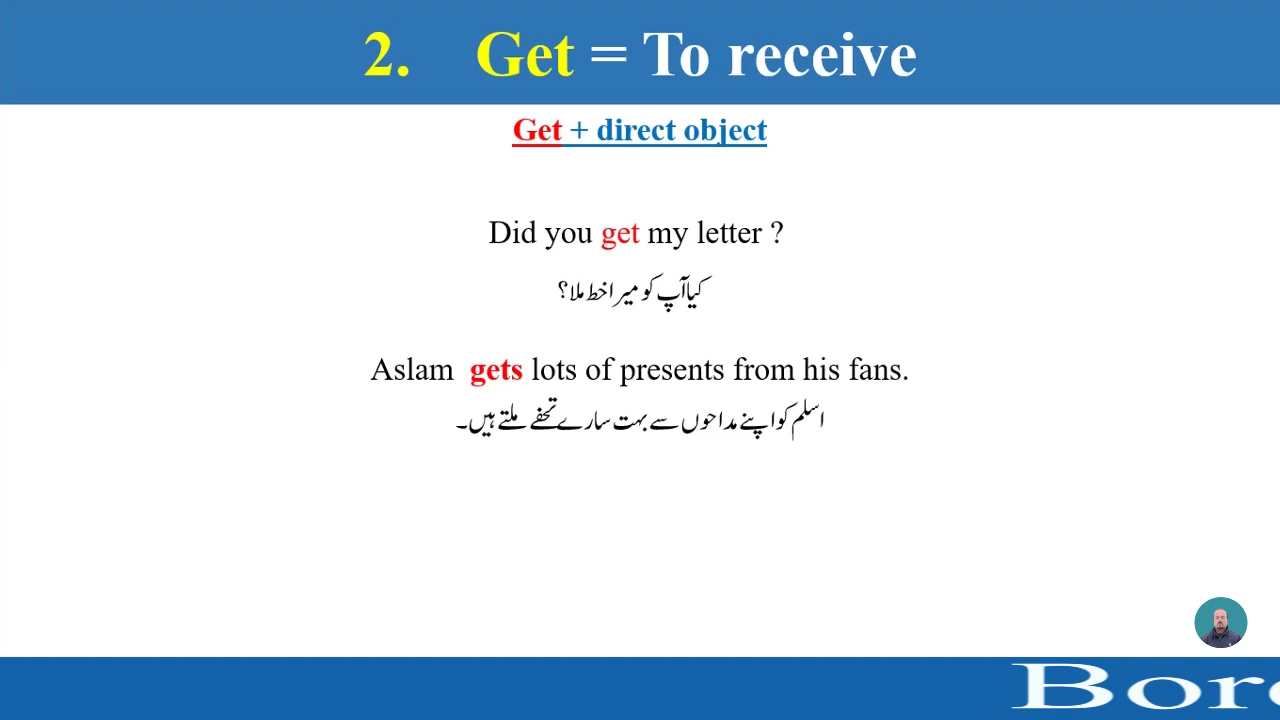 2. Get = To receive
Get + direct object
Did you get my letter ?
کیا آپ کو میرا خط ملا؟
Aslam gets lots of presents from his fans.
اسلم کو اپنے مداحوں سے بہت سارے تحفے ملتے ہیں۔